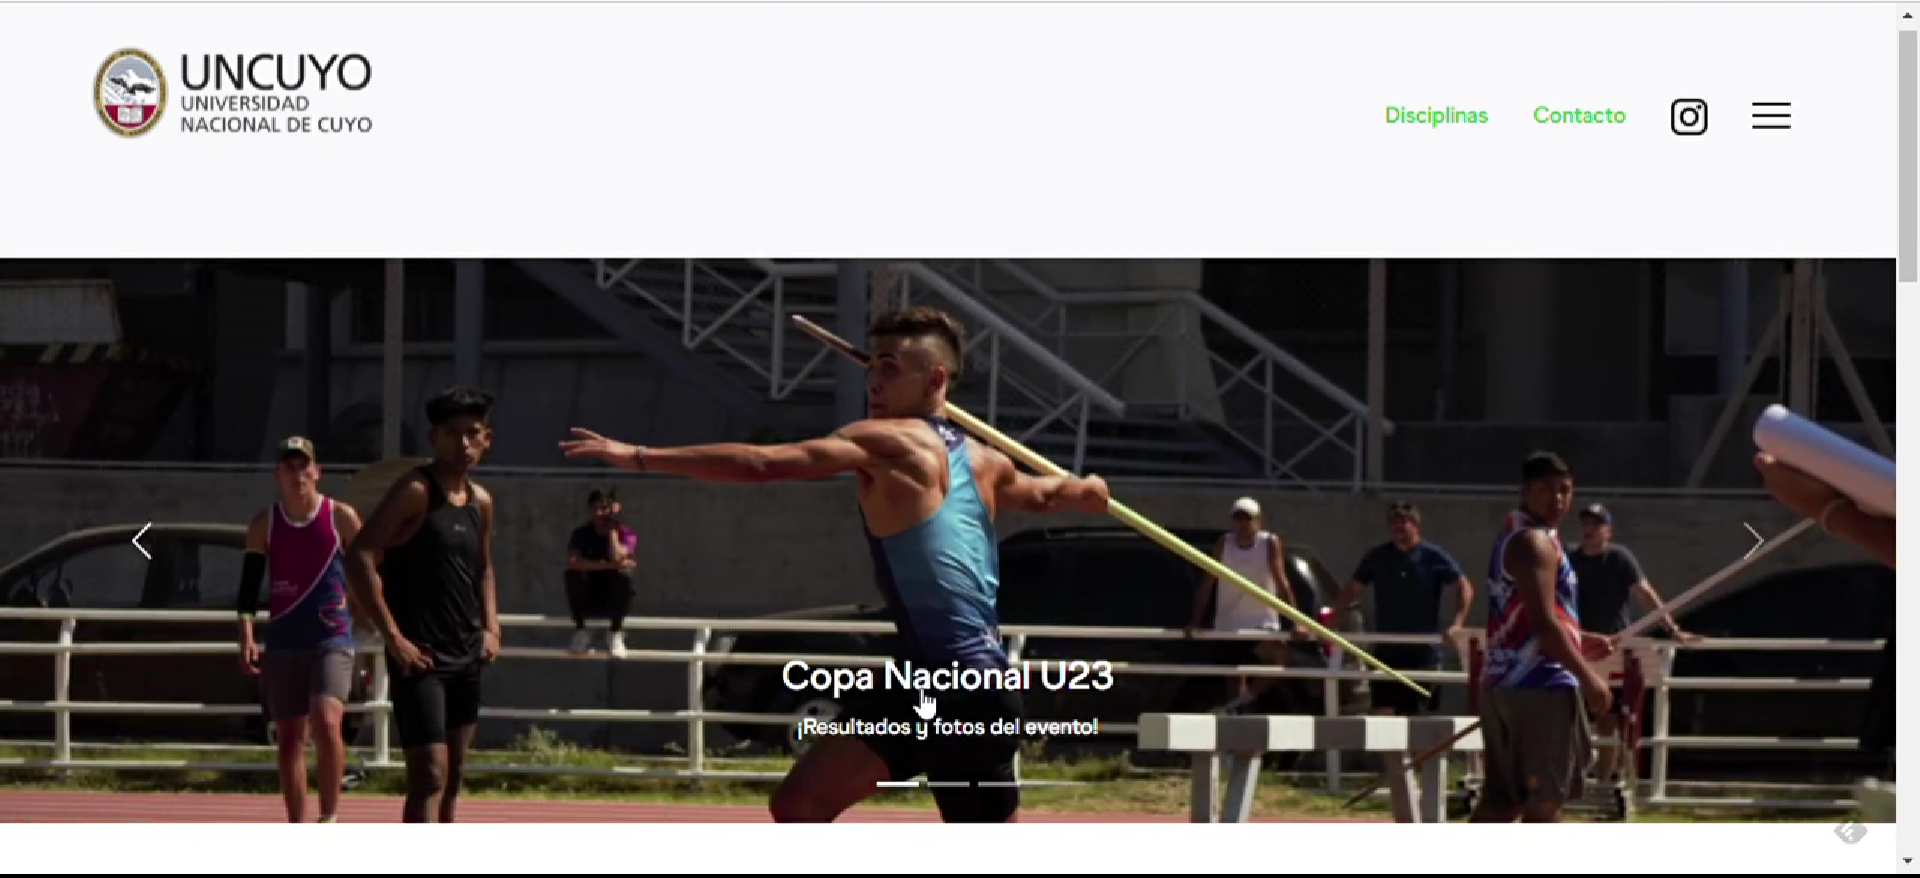 UNCUYO
UNIVERSIDAD
NACIONAL DE CUYO
Disciplinas
Contacto
Copa Nacional U23
¡Resultados y fotos del evento!